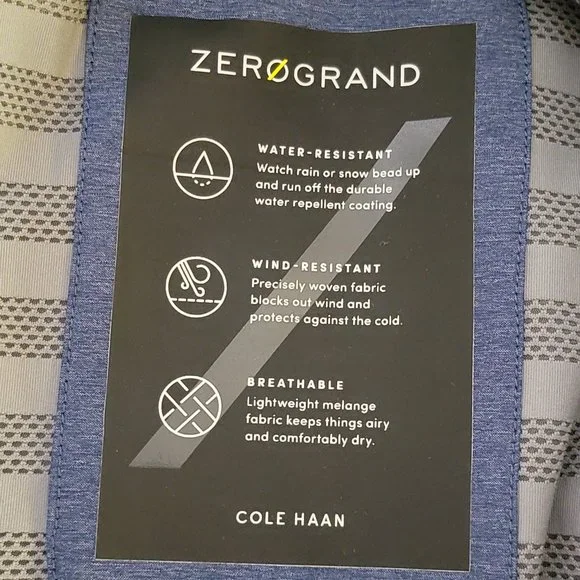 ZERØGRAND
WATER-RESISTANT
Watch rain or snow bead up
and run off the durable
water repellent coating.
WIND-RESISTANT
Precisely woven fabric
blocks out wind and
protects against the cold.
BREATHABLE
Lightweight melange
fabric keeps things airy
and comfortably dry.
COLE HAAN